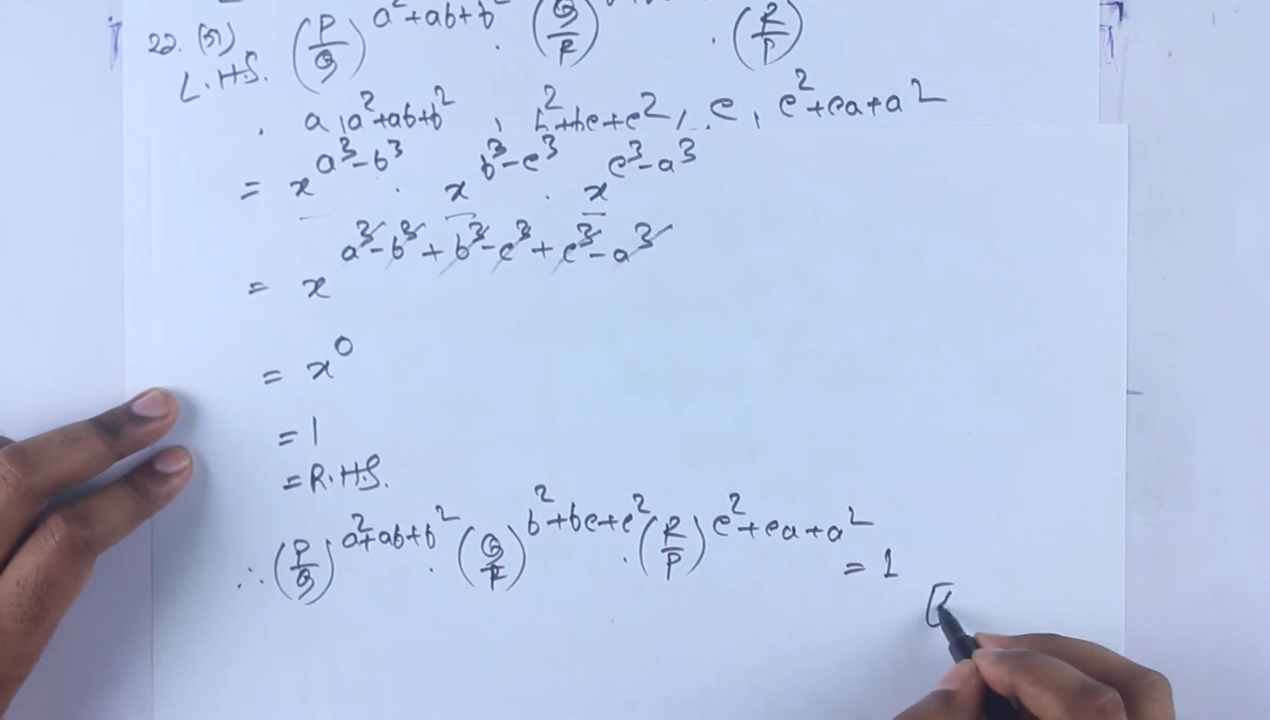 22. (গ) (P/Q)^a²+ab+b² . (Q/R) . (R/P)
L.H.S.
a, a²+ab+b², b²+bc+c², c, c²+ca+a²
= x^a³-b³ . x^b³-c³ . x^c³-a³
= x^a³-b³+b³-c³+c³-a³
= x⁰
= 1
= R.H.S.
∴ (P/Q)^a²+ab+b² . (Q/R)^b²+bc+c² . (R/P)^c²+ca+a² = 1
[